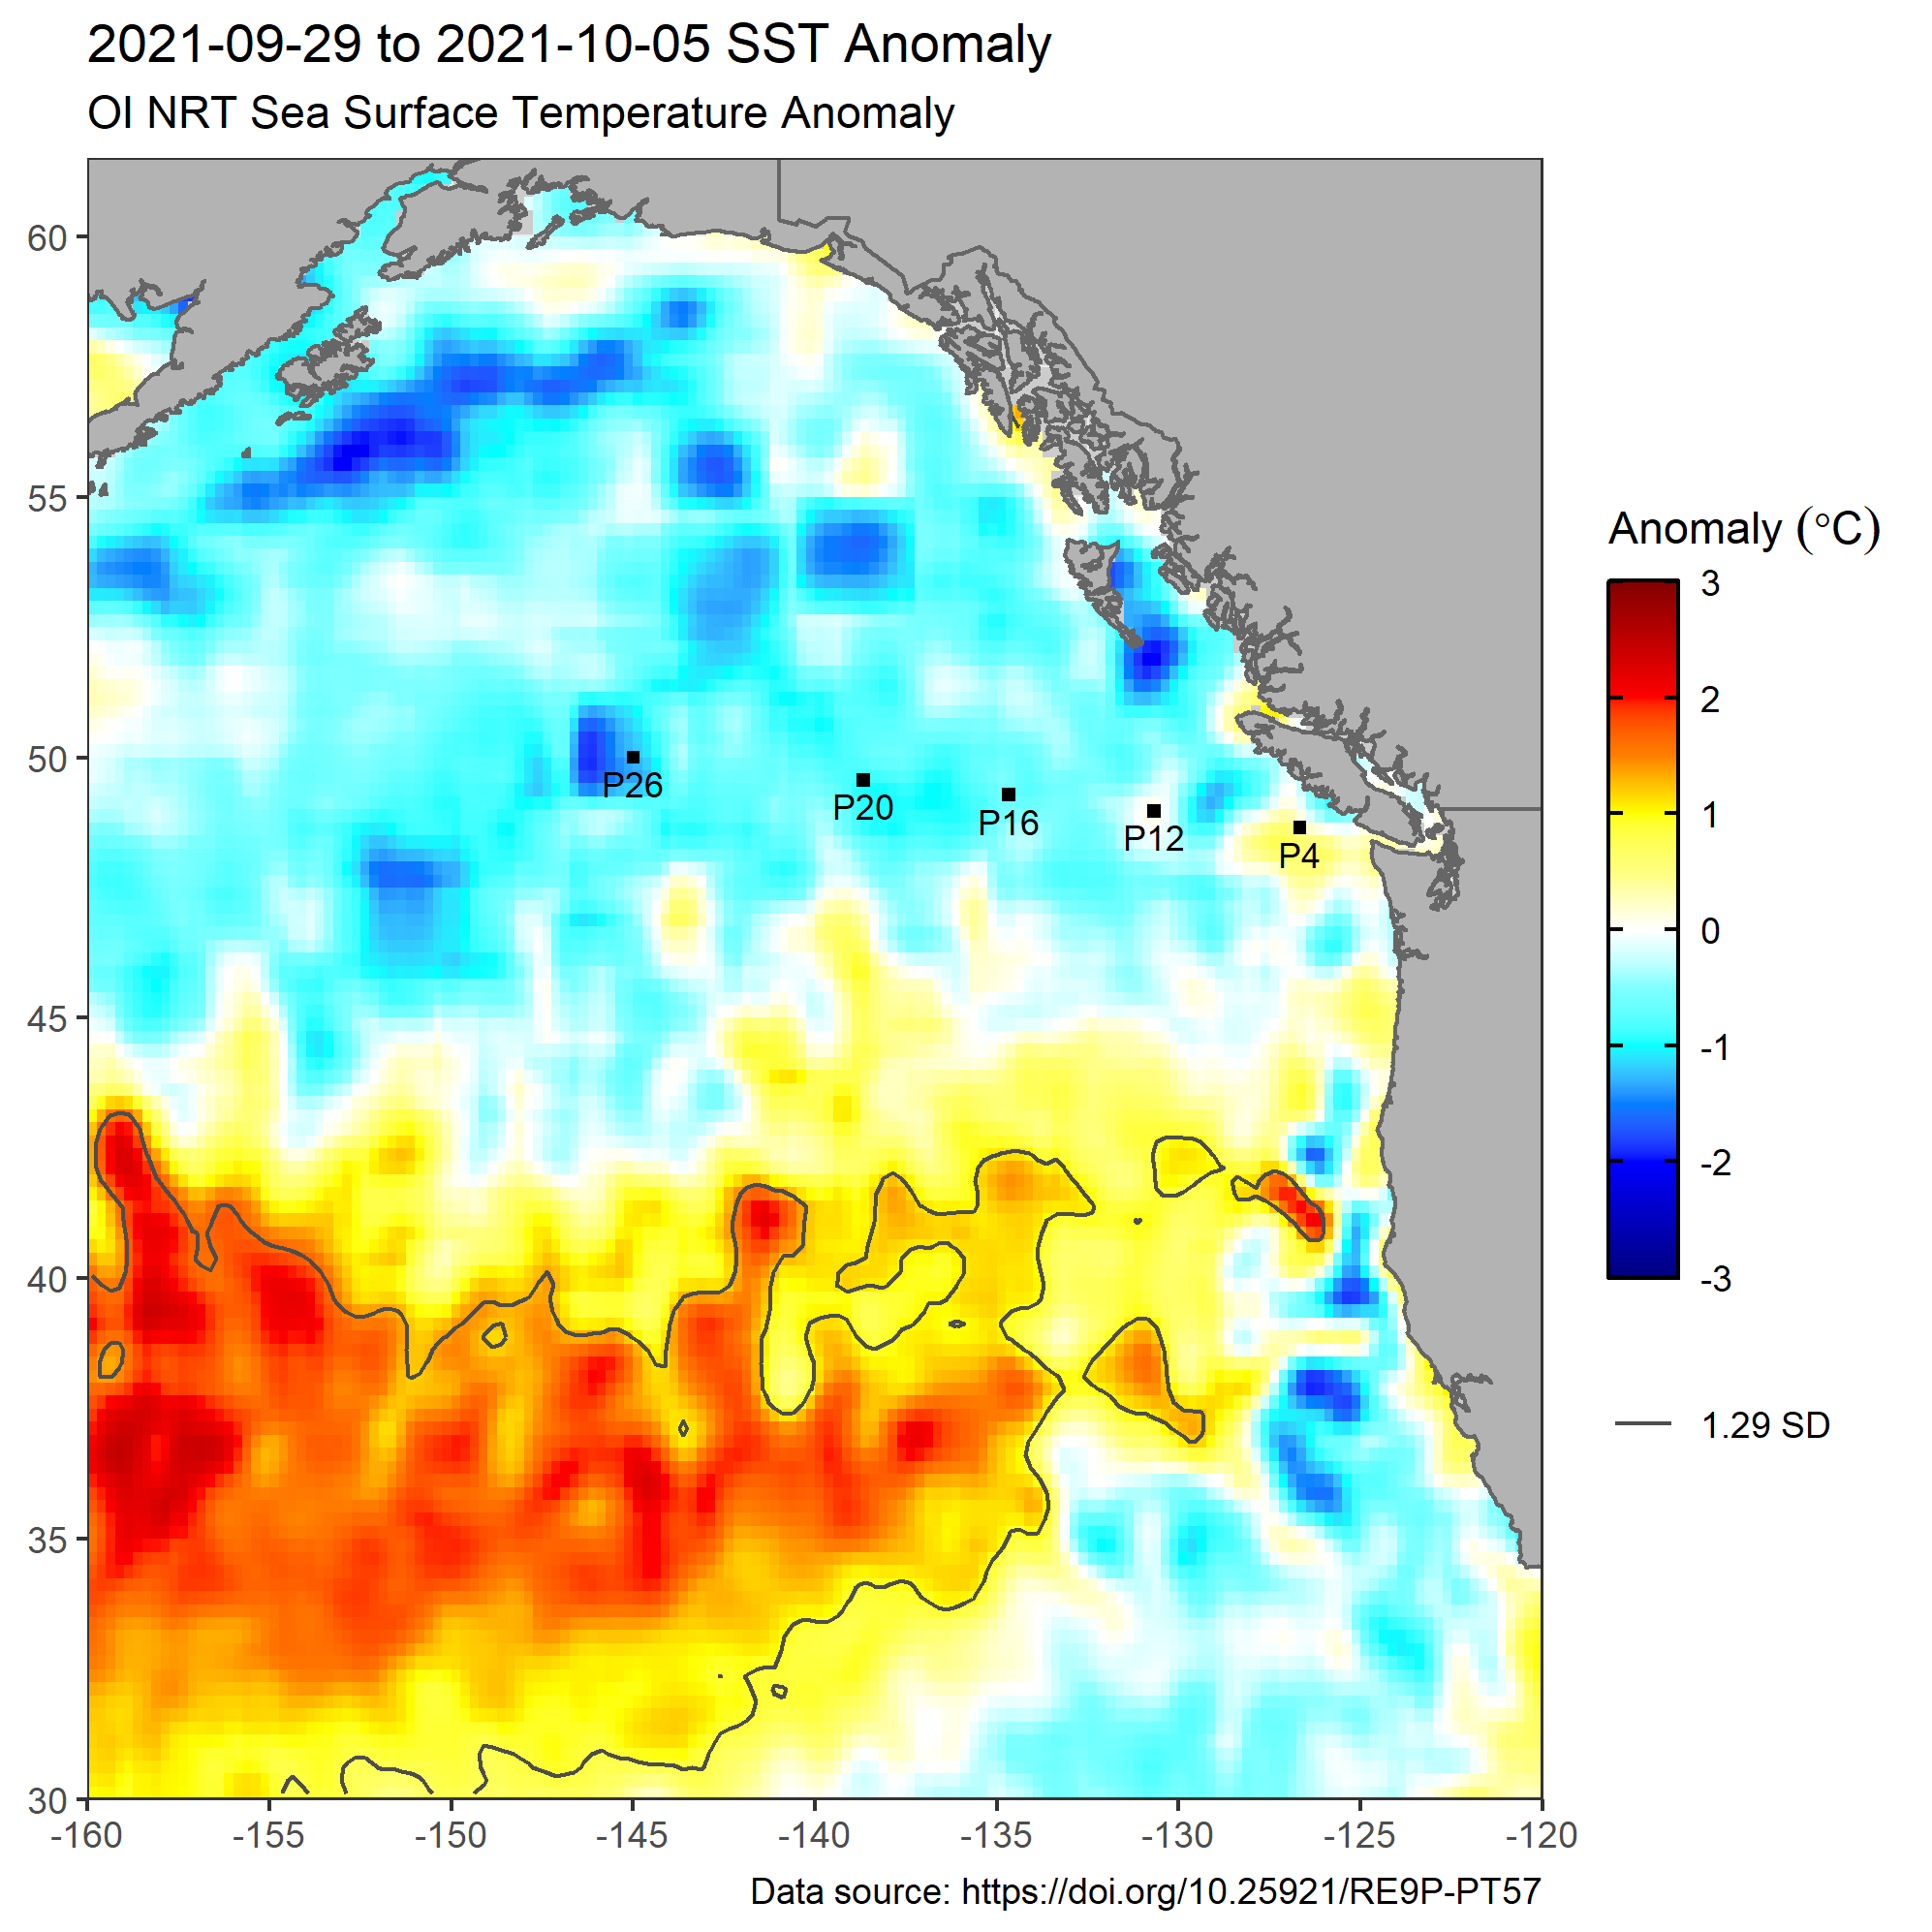 2021-09-29 to 2021-10-05 SST Anomaly
OI NRT Sea Surface Temperature Anomaly
60
55
50
45
40
35
30
-160
-155
-150
-145
-140
-135
-130
-125
-120
P26
P20
P16
P12
P4
Anomaly (°C)
3
2
1
0
-1
-2
-3
1.29 SD
Data source: https://doi.org/10.25921/RE9P-PT57